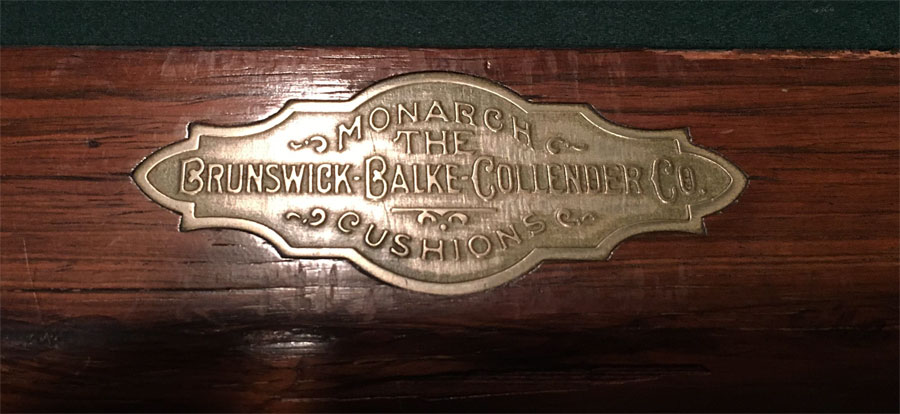 MONARCH
THE
BRUNSWICK-BALKE-COLLENDER CO.
CUSHIONS